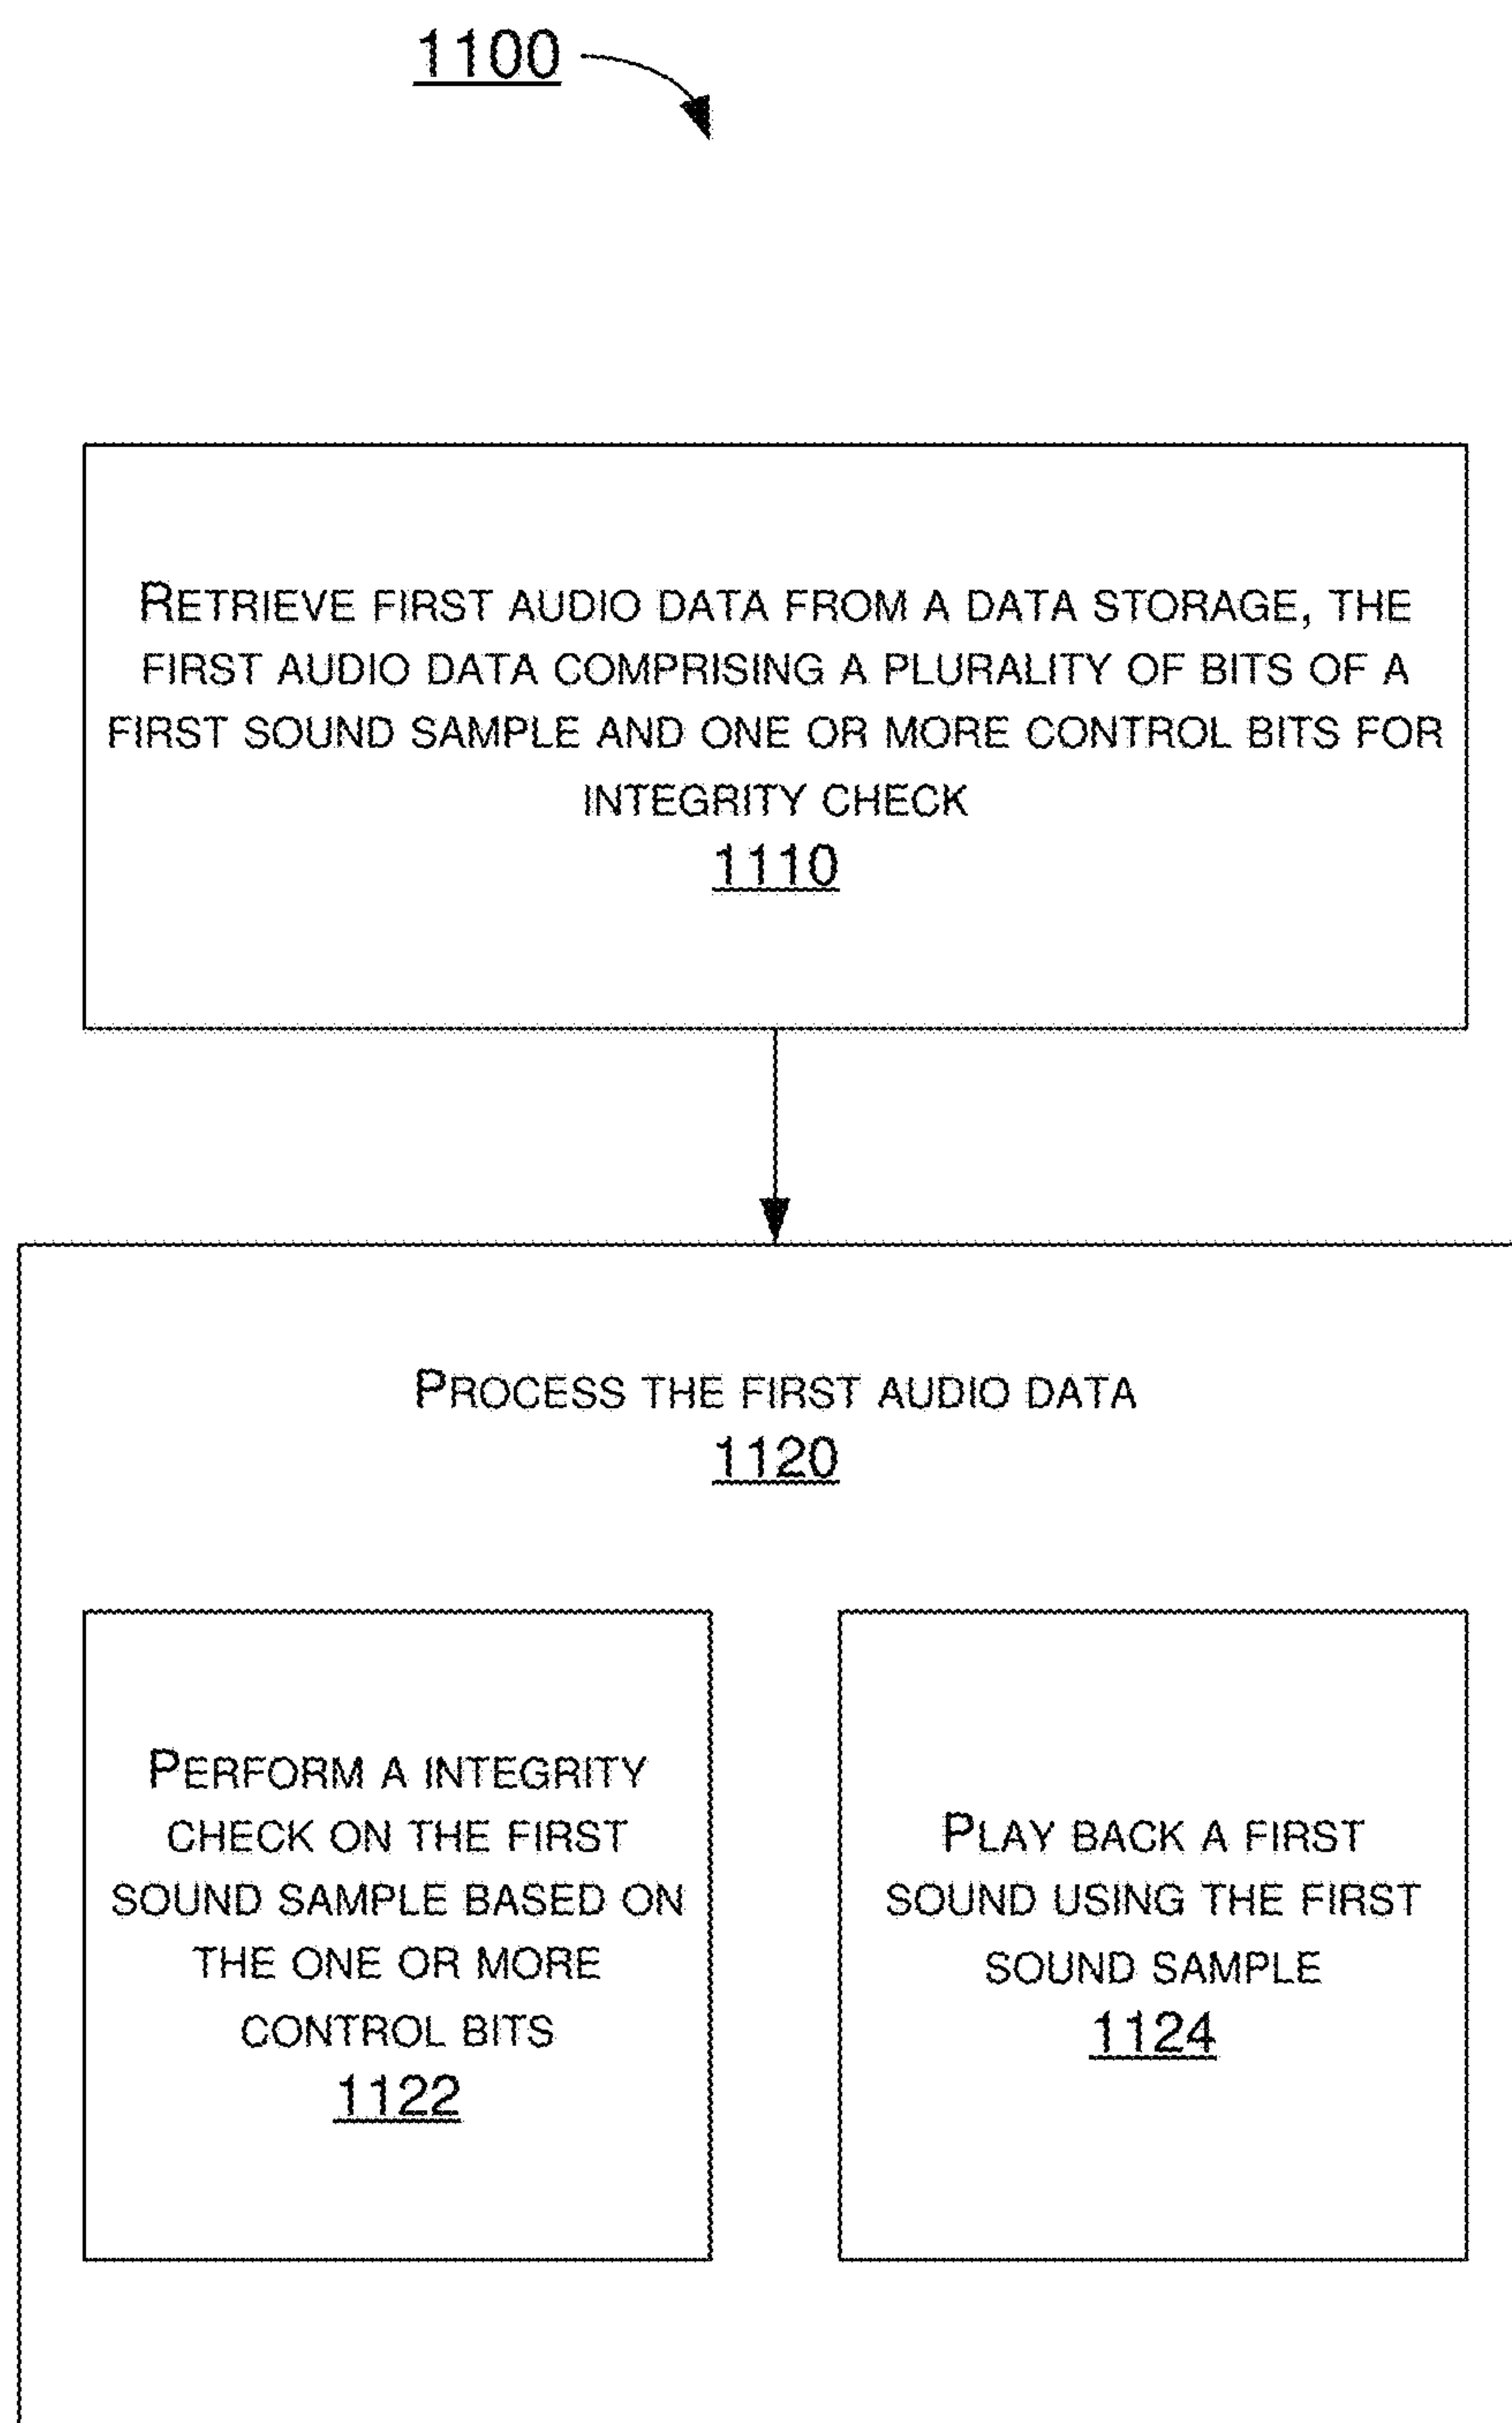 1100
RETRIEVE FIRST AUDIO DATA FROM A DATA STORAGE, THE
FIRST AUDIO DATA COMPRISING A PLURALITY OF BITS OF A
FIRST SOUND SAMPLE AND ONE OR MORE CONTROL BITS FOR
INTEGRITY CHECK
1110
PROCESS THE FIRST AUDIO DATA
1120
PERFORM A INTEGRITY
CHECK ON THE FIRST
SOUND SAMPLE BASED ON
THE ONE OR MORE
CONTROL BITS
1122
PLAY BACK A FIRST
SOUND USING THE FIRST
SOUND SAMPLE
1124